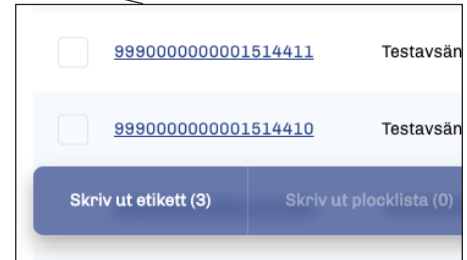 9990000000001514411 Testavsän
9990000000001514410 Testavsän
Skriv ut etikett (3) Skriv ut plocklista (0)